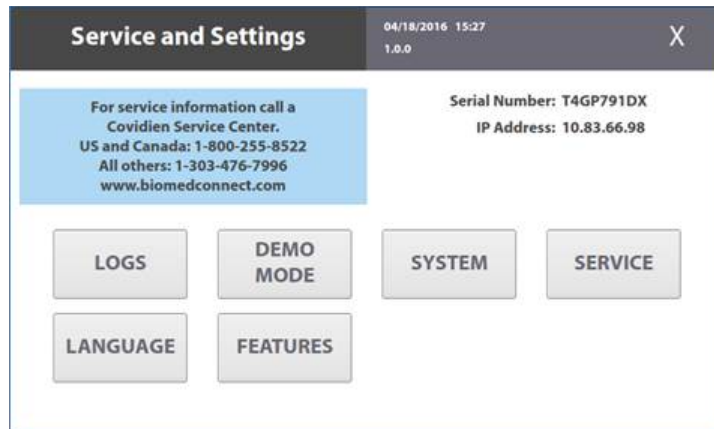 Service and Settings
04/18/2016 15:27
1.0.0
X
For service information call a
Covidien Service Center.
US and Canada: 1-800-255-8522
All others: 1-303-476-7996
www.biomedconnect.com
Serial Number: T4GP791DX
IP Address: 10.83.66.98
LOGS
DEMO
MODE
SYSTEM
SERVICE
LANGUAGE
FEATURES